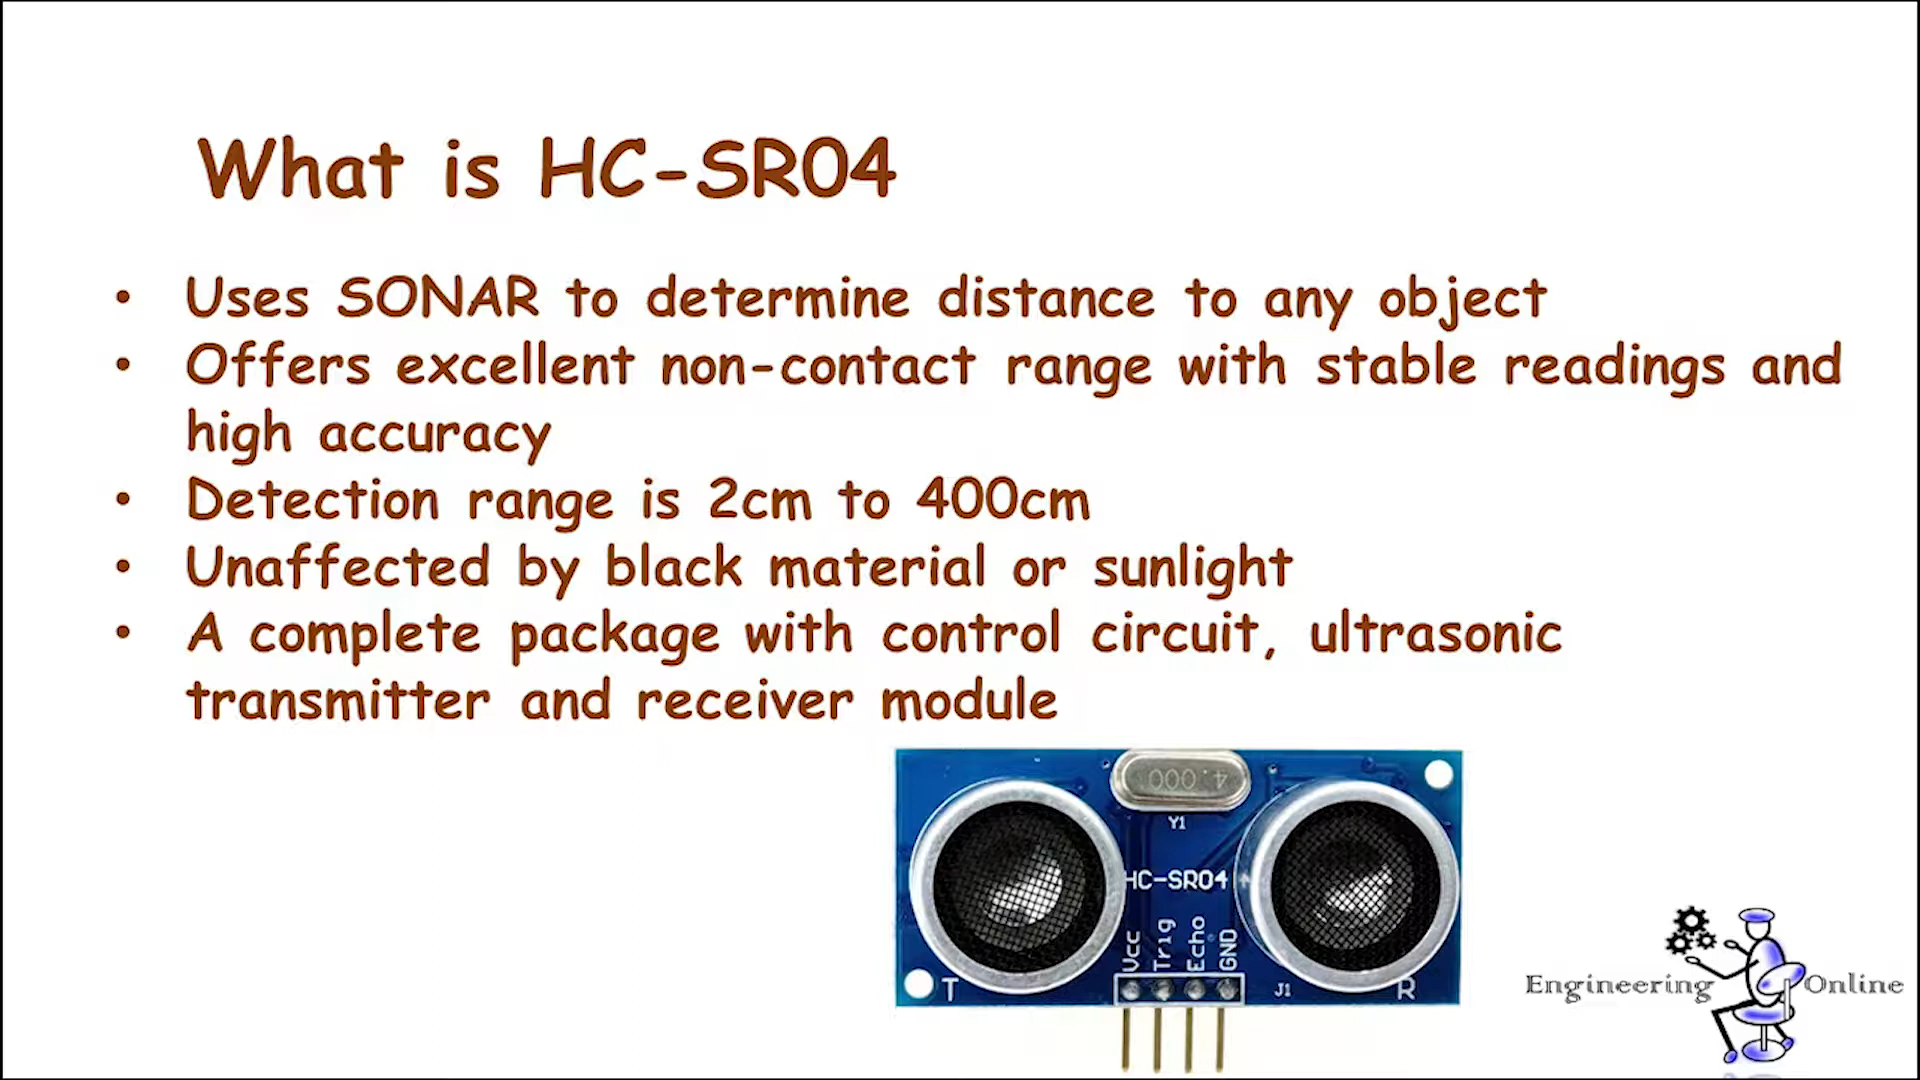 What is HC-SR04
• Uses SONAR to determine distance to any object
• Offers excellent non-contact range with stable readings and
high accuracy
• Detection range is 2cm to 400cm
• Unaffected by black material or sunlight
• A complete package with control circuit, ultrasonic
transmitter and receiver module
4.000
Y1
HC-SR04
Vcc
Trig
Echo
GND
T
J1
R
Engineering Online